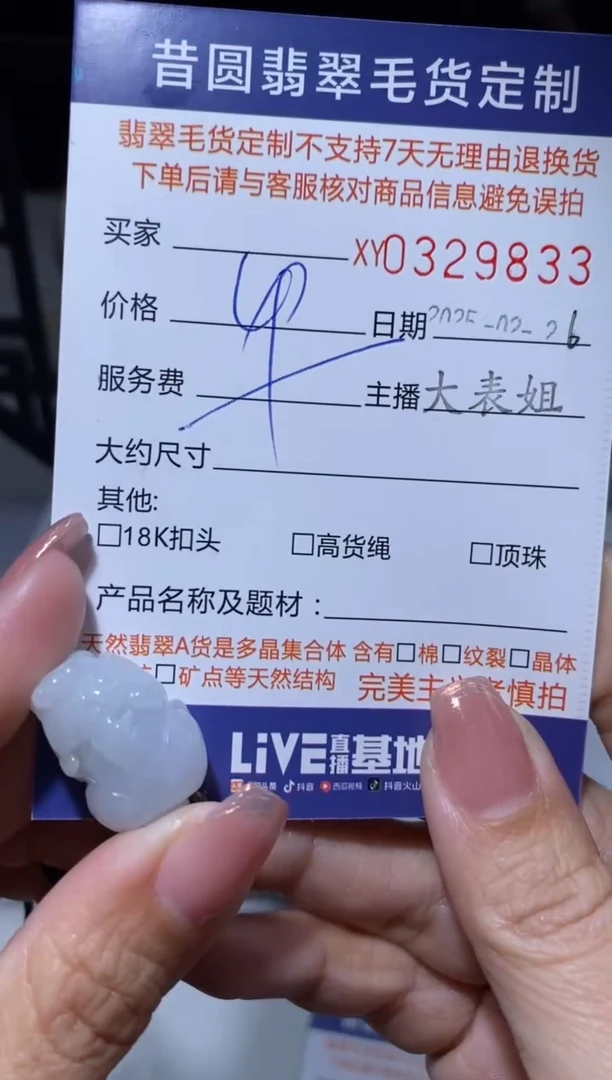 昔圆翡翠毛货定制
翡翠毛货定制不支持7天无理由退换货
下单后请与客服核对商品信息避免误拍
买家 XY0329833
价格 日期 2025-02-26
服务费 主播 大表姐
大约尺寸
其他:
□18K扣头 □高货绳 □顶珠
产品名称及题材：
天然翡翠A货是多晶集合体 含有□棉□纹裂□晶体
□矿点等天然结构 完美主 者慎拍
LiVE直播基地
头条 抖音 西瓜视频 抖音火山